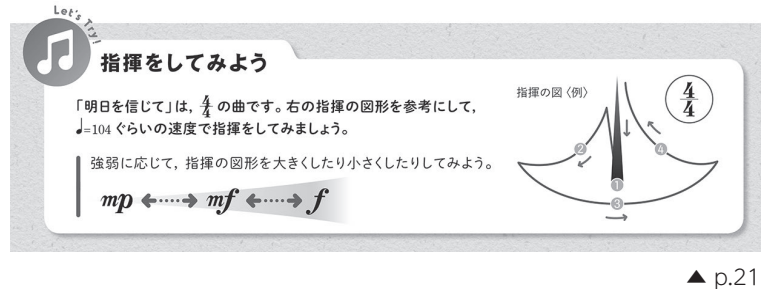 Let's Try!
指揮をしてみよう
「明日を信じて」は, 4/4 の曲です。右の指揮の図形を参考にして,
♩=104 ぐらいの速度で指揮をしてみましょう。
強弱に応じて, 指揮の図形を大きくしたり小さくしたりしてみよう。
mp mf f
指揮の図〈例〉
4/4
②
④
①
③
▲ p.21